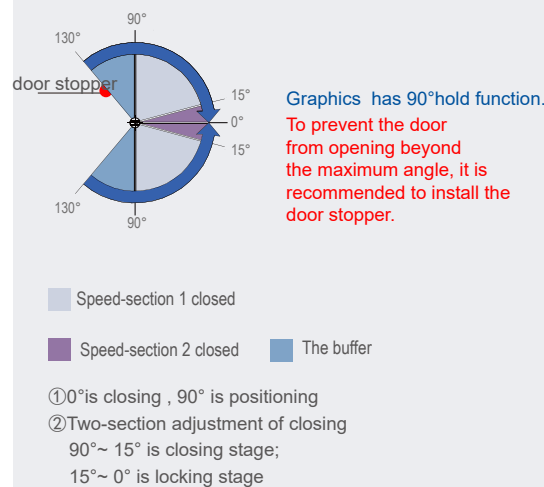 90°
130°
door stopper
15°
0°
15°
130°
90°
Graphics has 90°hold function.
To prevent the door
from opening beyond
the maximum angle, it is
recommended to install the
door stopper.
Speed-section 1 closed
Speed-section 2 closed
The buffer
①0°is closing , 90° is positioning
②Two-section adjustment of closing
90°~ 15° is closing stage;
15°~ 0° is locking stage